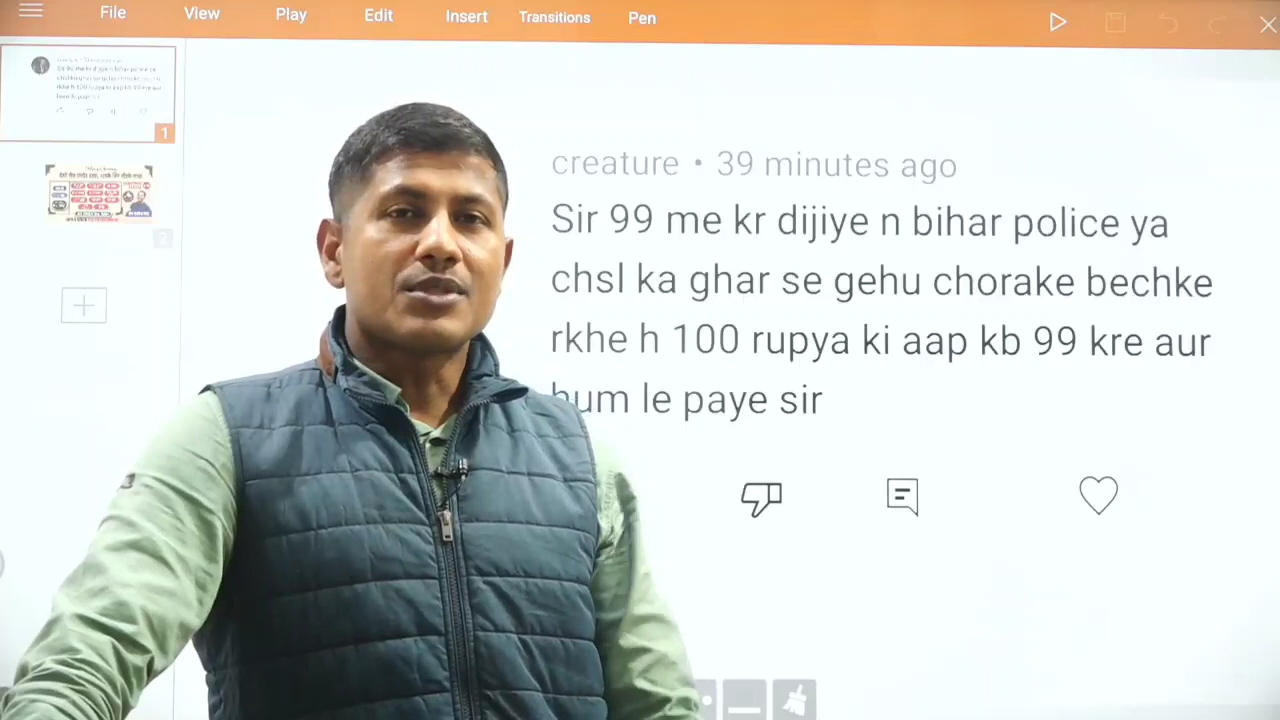 File View Play Edit Insert Transitions Pen
1
2
creature • 39 minutes ago
Sir 99 me kr dijiye n bihar police ya
chsl ka ghar se gehu chorake bechke
rkhe h 100 rupya ki aap kb 99 kre aur
hum le paye sir